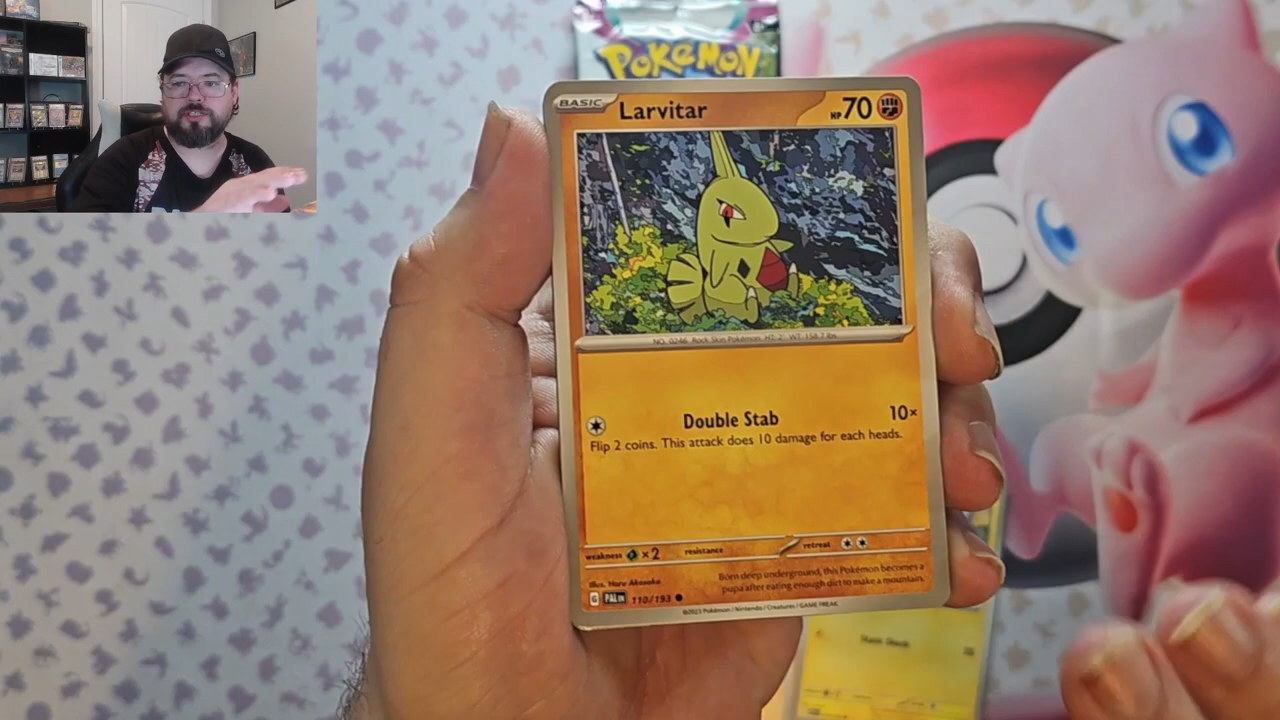 POKÉMON
BASIC Larvitar HP 70
NO. 0246 Rock Skin Pokémon HT: 2' WT: 158.7 lbs.
Double Stab 10×
Flip 2 coins. This attack does 10 damage for each heads.
weakness ×2 resistance retreat
Illus. Haru Akasaka
Born deep underground, this Pokémon becomes a
pupa after eating enough dirt to make a mountain.
G PAL EN 110/193
©2023 Pokémon / Nintendo / Creatures / GAME FREAK